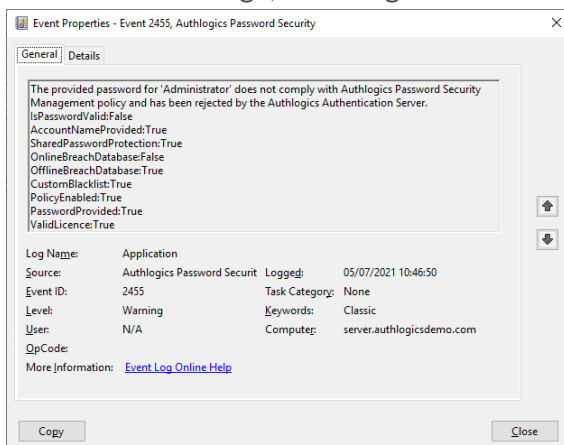 Event Properties - Event 2455, Authlogics Password Security
General Details
The provided password for 'Administrator' does not comply with Authlogics Password Security
Management policy and has been rejected by the Authlogics Authentication Server.
IsPasswordValid:False
AccountNameProvided:True
SharedPasswordProtection:True
OnlineBreachDatabase:False
OfflineBreachDatabase:True
CustomBlacklist:True
PolicyEnabled:True
PasswordProvided:True
ValidLicence:True
Log Name: Application
Source: Authlogics Password Securit Logged: 05/07/2021 10:46:50
Event ID: 2455 Task Category: None
Level: Warning Keywords: Classic
User: N/A Computer: server.authlogicsdemo.com
OpCode:
More Information: Event Log Online Help
Copy Close